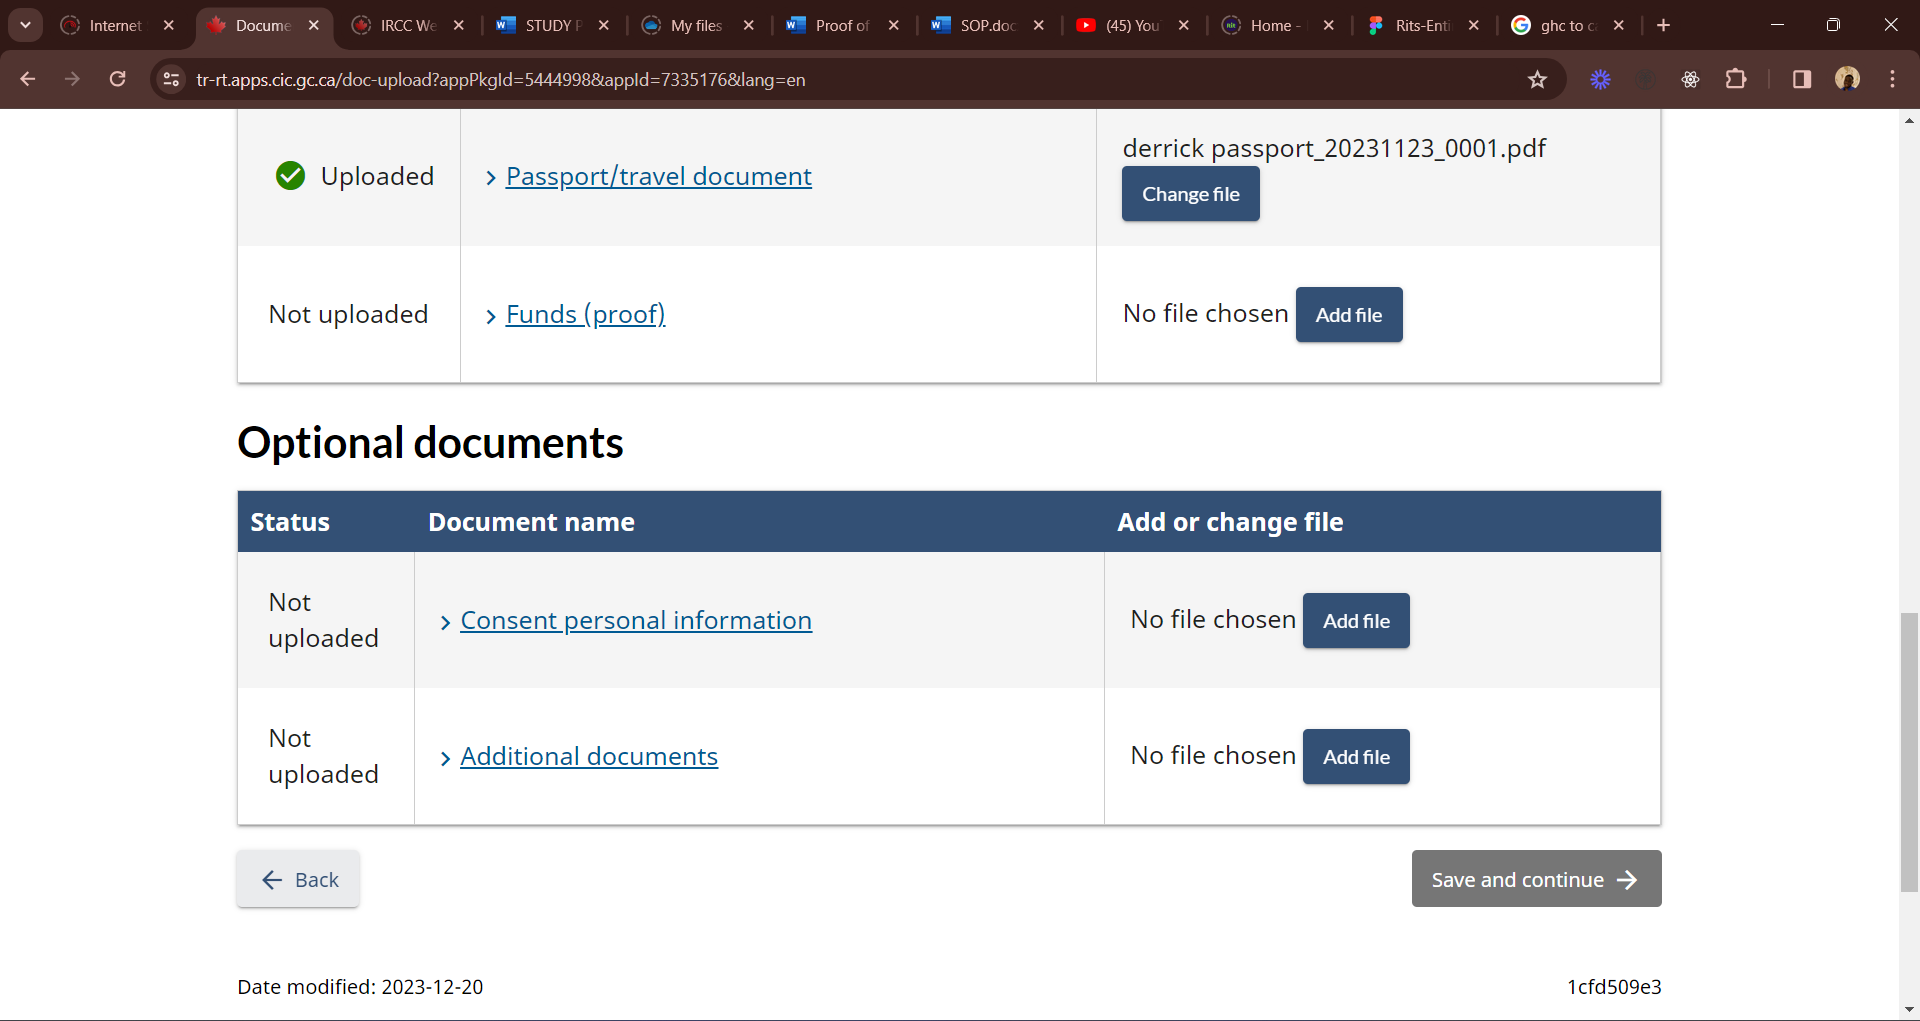 Internet
Docume
IRCC We
STUDY P
My files
Proof of
SOP.doc
(45) You
Home -
Rits-Enti
ghc to c
tr-rt.apps.cic.gc.ca/doc-upload?appPkgId=5444998&appId=7335176&lang=en
Uploaded
Passport/travel document
derrick passport_20231123_0001.pdf
Change file
Not uploaded
Funds (proof)
No file chosen
Add file
Optional documents
Status
Document name
Add or change file
Not
uploaded
Consent personal information
No file chosen
Add file
Not
uploaded
Additional documents
No file chosen
Add file
Back
Save and continue
Date modified: 2023-12-20
1cfd509e3